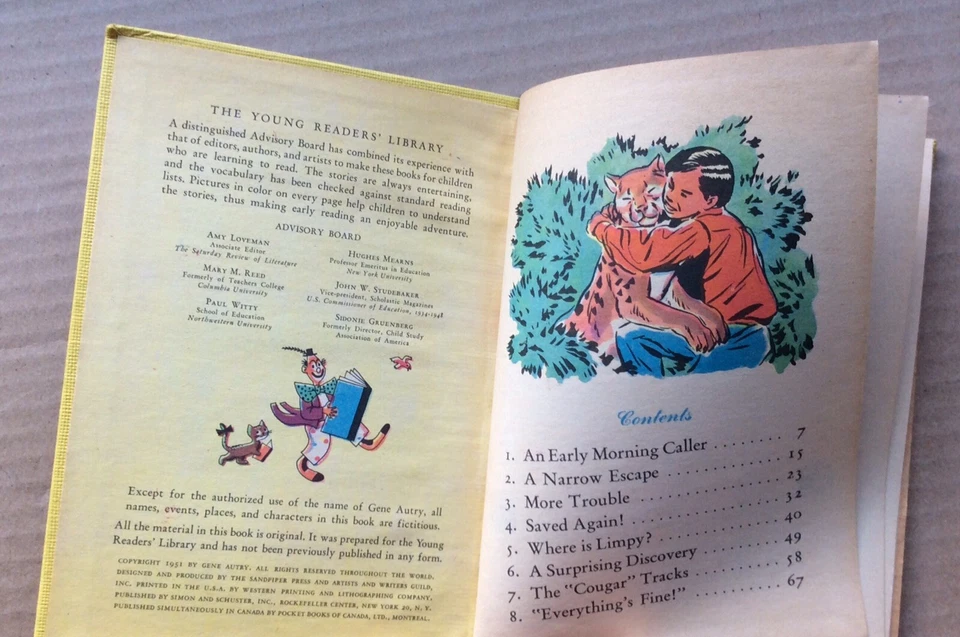 THE YOUNG READERS' LIBRARY
A distinguished Advisory Board has combined its experience with
that of editors, authors, and artists to make these books for children
who are learning to read. The stories are always entertaining,
and the vocabulary has been checked against standard reading
lists. Pictures in color on every page help children to understand
the stories, thus making early reading an enjoyable adventure.
ADVISORY BOARD
AMY LOVEMAN
Associate Editor
The Saturday Review of Literature
MARY M. REED
Formerly of Teachers College
Columbia University
PAUL WITTY
School of Education
Northwestern University
HUGHES MEARNS
Professor Emeritus in Education
New York University
JOHN W. STUDEBAKER
Vice-president, Scholastic Magazines
U.S. Commissioner of Education, 1934-1948
SIDONIE GRUENBERG
Formerly Director, Child Study
Association of America
Except for the authorized use of the name of Gene Autry, all
names, events, places, and characters in this book are fictitious.
All the material in this book is original. It was prepared for the Young
Readers' Library and has not been previously published in any form.
COPYRIGHT 1951 BY GENE AUTRY. ALL RIGHTS RESERVED THROUGHOUT THE WORLD.
DESIGNED AND PRODUCED BY THE SANDPIPER PRESS AND ARTISTS AND WRITERS GUILD,
INC. PRINTED IN THE U.S.A. BY WESTERN PRINTING AND LITHOGRAPHING COMPANY.
PUBLISHED BY SIMON AND SCHUSTER, INC., ROCKEFELLER CENTER, NEW YORK 20, N. Y.
PUBLISHED SIMULTANEOUSLY IN CANADA BY POCKET BOOKS OF CANADA, LTD., MONTREAL.
Contents
1. An Early Morning Caller ........ 7
2. A Narrow Escape ........ 15
3. More Trouble ........ 23
4. Saved Again! ........ 32
5. Where is Limpy? ........ 40
6. A Surprising Discovery ........ 49
7. The "Cougar" Tracks ........ 58
8. "Everything's Fine!" ........ 67